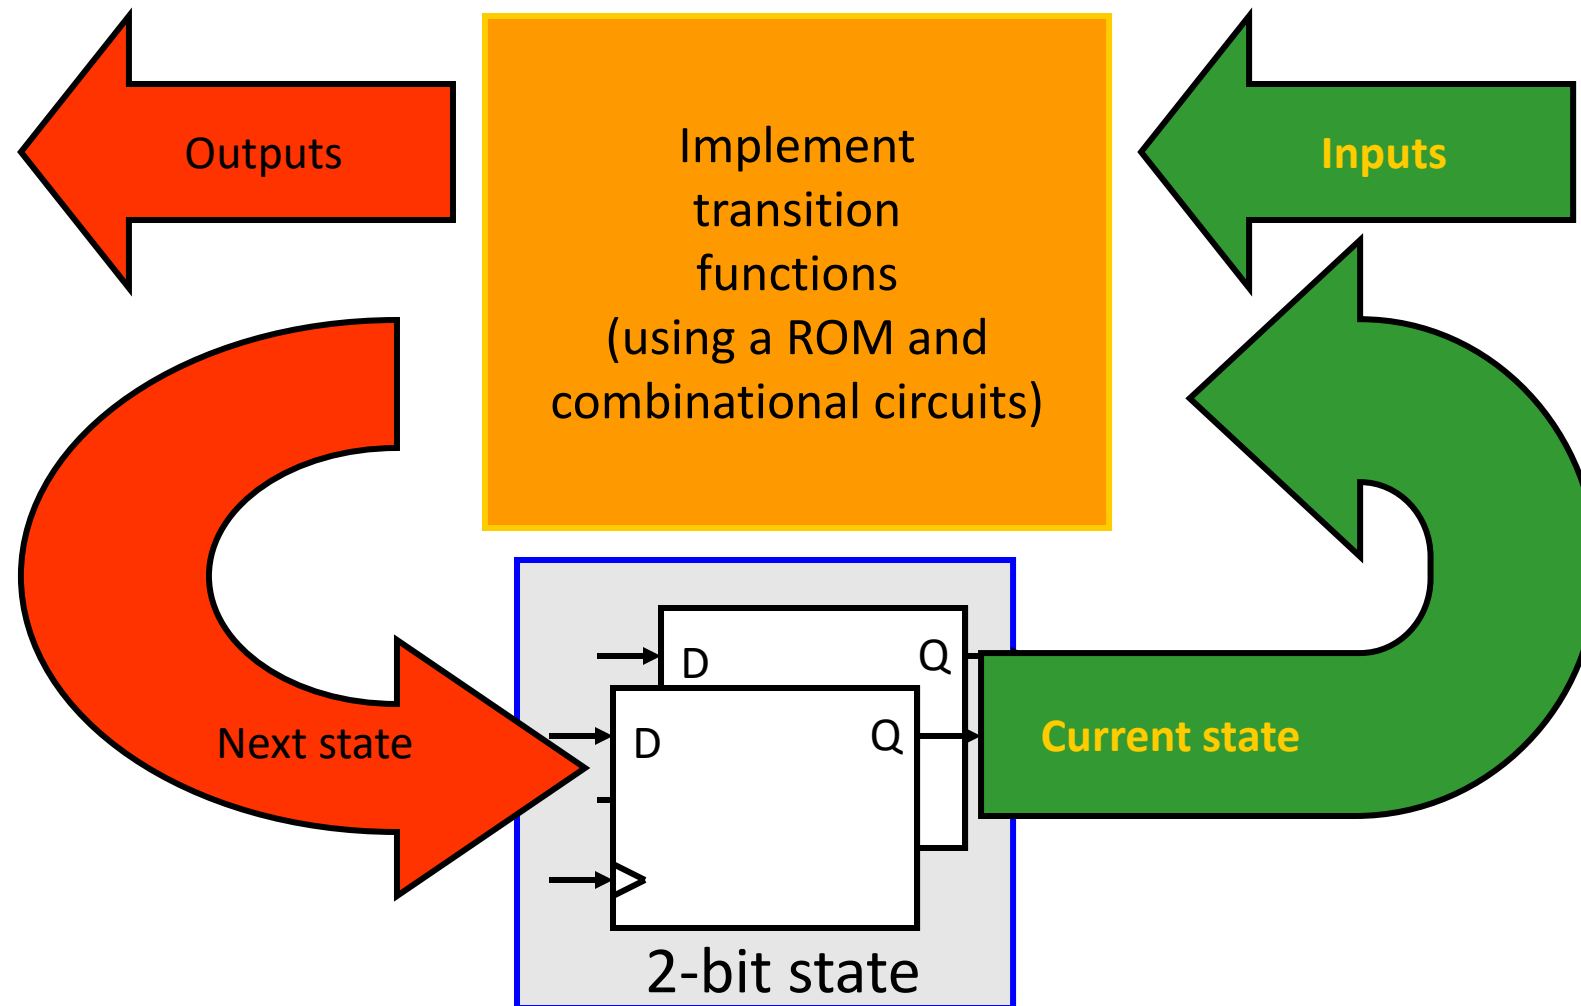 Outputs
Implement
transition
functions
(using a ROM and
combinational circuits)
Inputs
D
Q
D
Q
Next state
Current state
2-bit state